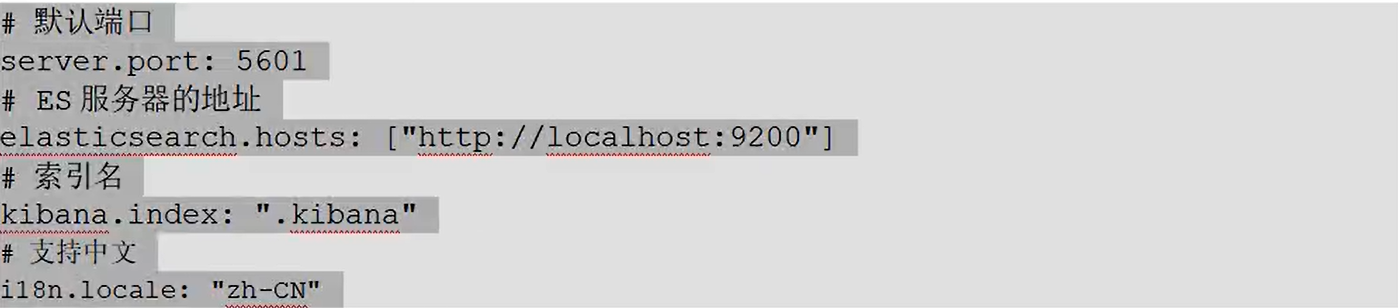 # 默认端口
server.port: 5601
# ES 服务器的地址
elasticsearch.hosts: ["http://localhost:9200"]
# 索引名
kibana.index: ".kibana"
# 支持中文
i18n.locale: "zh-CN"